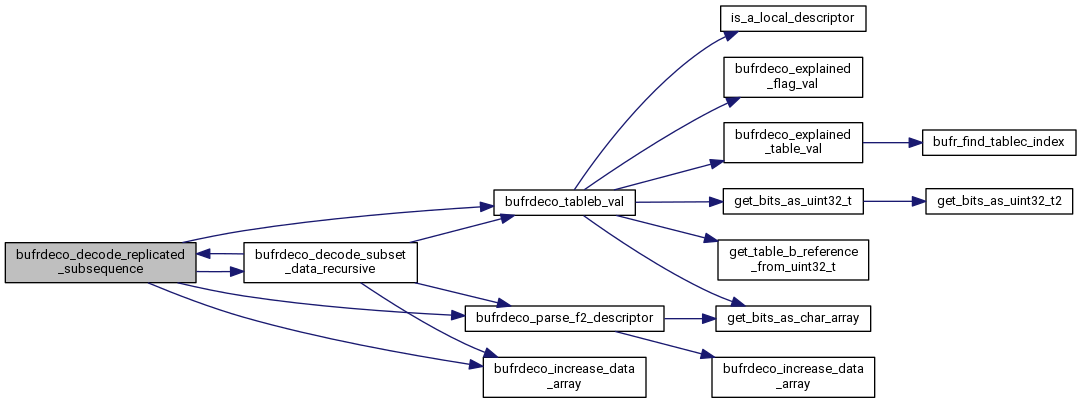 bufrdeco_decode_replicated
_subsequence
bufrdeco_decode_subset
_data_recursive
bufrdeco_tableb_val
bufrdeco_parse_f2_descriptor
bufrdeco_increase_data
_array
is_a_local_descriptor
bufrdeco_explained
_flag_val
bufrdeco_explained
_table_val
get_bits_as_uint32_t
get_table_b_reference
_from_uint32_t
get_bits_as_char_array
bufrdeco_increase_data
_array
bufr_find_tablec_index
get_bits_as_uint32_t2